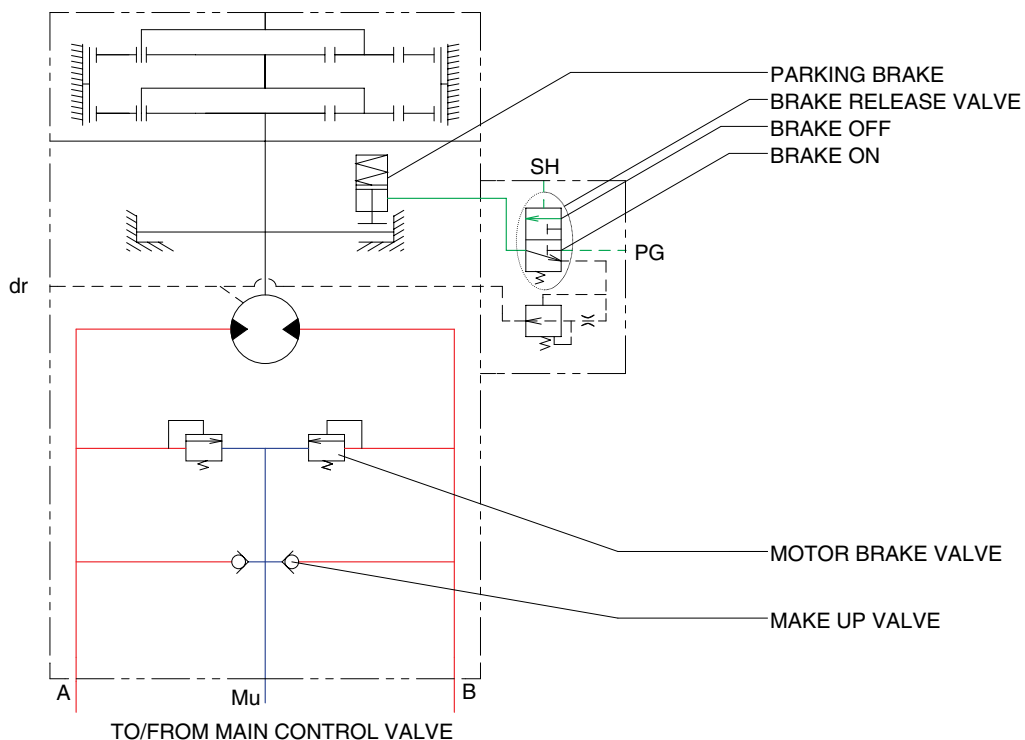 PARKING BRAKE
BRAKE RELEASE VALVE
BRAKE OFF
BRAKE ON
SH
PG
dr
MOTOR BRAKE VALVE
MAKE UP VALVE
A
Mu
B
TO/FROM MAIN CONTROL VALVE